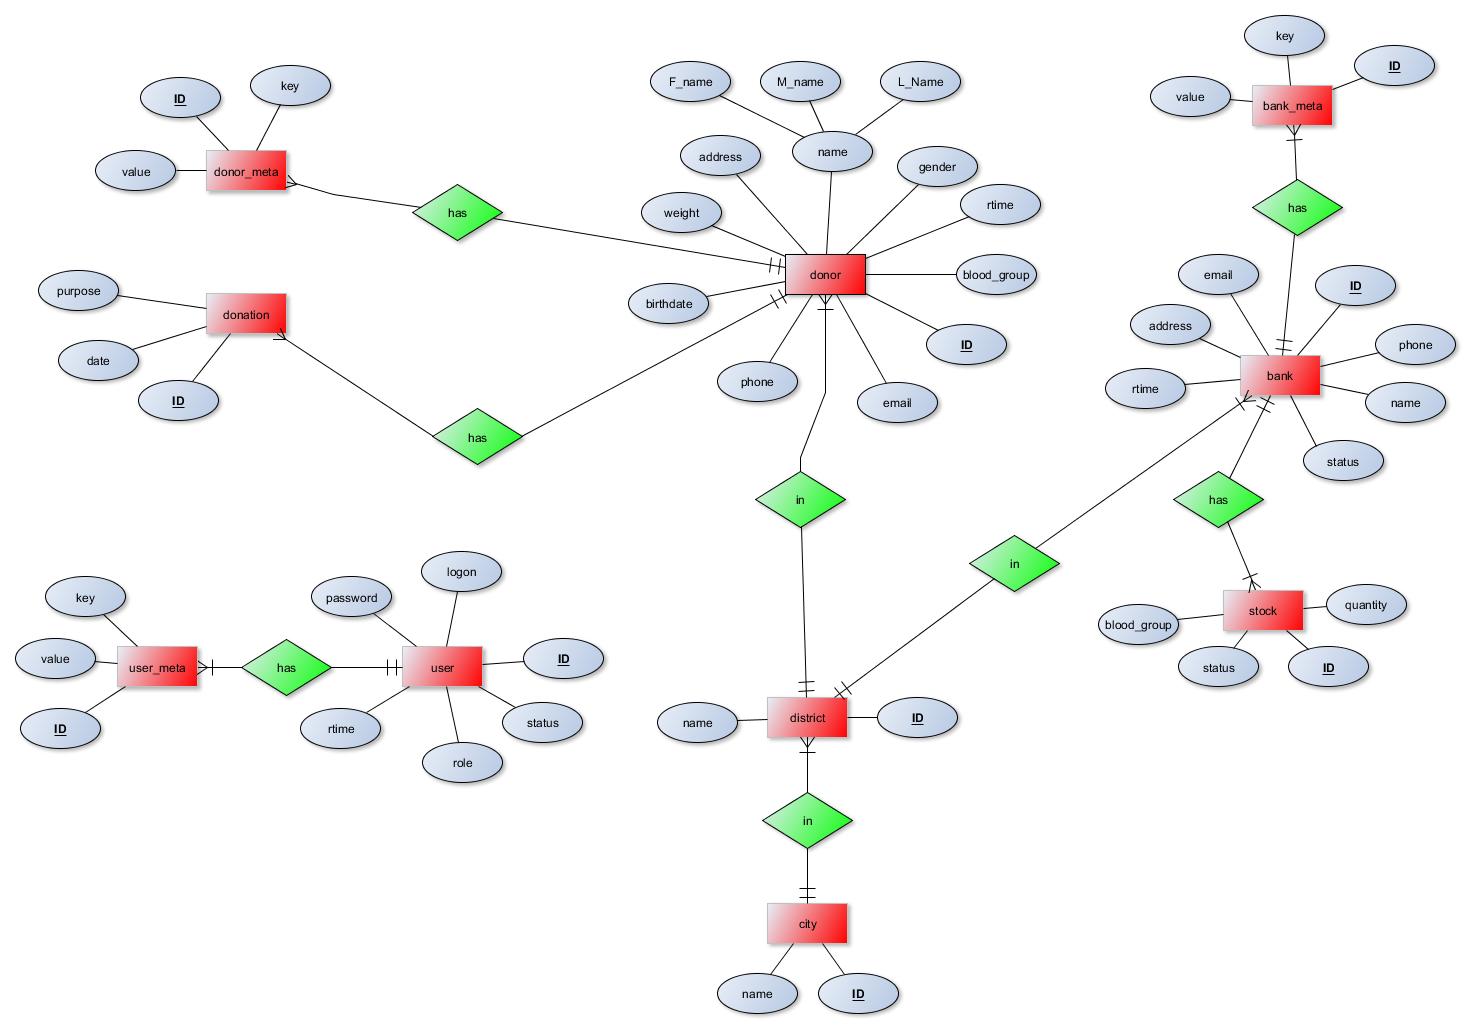 key
ID
value
bank_meta
has
F_name
M_name
L_Name
name
address
gender
weight
rtime
donor
blood_group
birthdate
ID
phone
email
ID
key
value
donor_meta
has
purpose
donation
date
ID
has
email
ID
address
phone
rtime
bank
name
status
has
in
in
stock
quantity
blood_group
status
ID
logon
password
key
value
user_meta
has
user
ID
ID
rtime
status
role
name
district
ID
in
city
name
ID